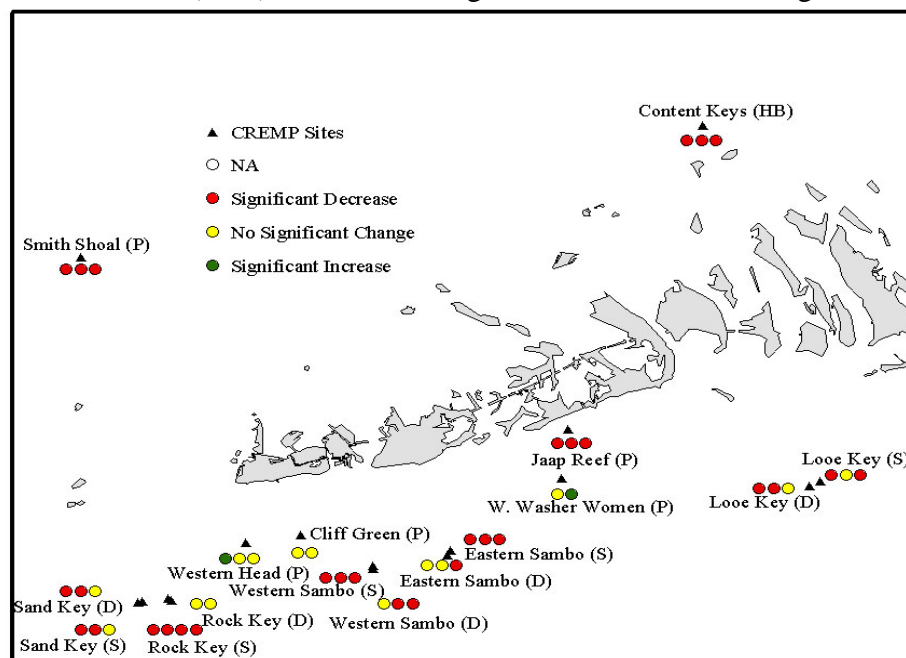 Content Keys (HB)
CREMP Sites
NA
Significant Decrease
No Significant Change
Significant Increase
Smith Shoal (P)
Jaap Reef (P)
Looe Key (S)
Looe Key (D)
W. Washer Women (P)
Cliff Green (P)
Eastern Sambo (S)
Western Head (P)
Eastern Sambo (D)
Western Sambo (S)
Sand Key (D)
Rock Key (D)
Western Sambo (D)
Sand Key (S)
Rock Key (S)